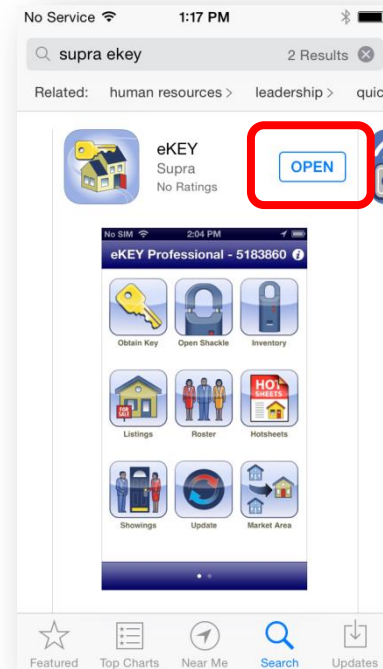 No Service 1:17 PM
supra ekey 2 Results
Related: human resources > leadership > quic
eKEY
Supra
No Ratings
OPEN
No SIM 2:04 PM
eKEY Professional - 5183860
Obtain Key Open Shackle Inventory
FOR SALE
HOT SHEETS
Listings Roster Hotsheets
Showings Update Market Area
Featured Top Charts Near Me Search Updates